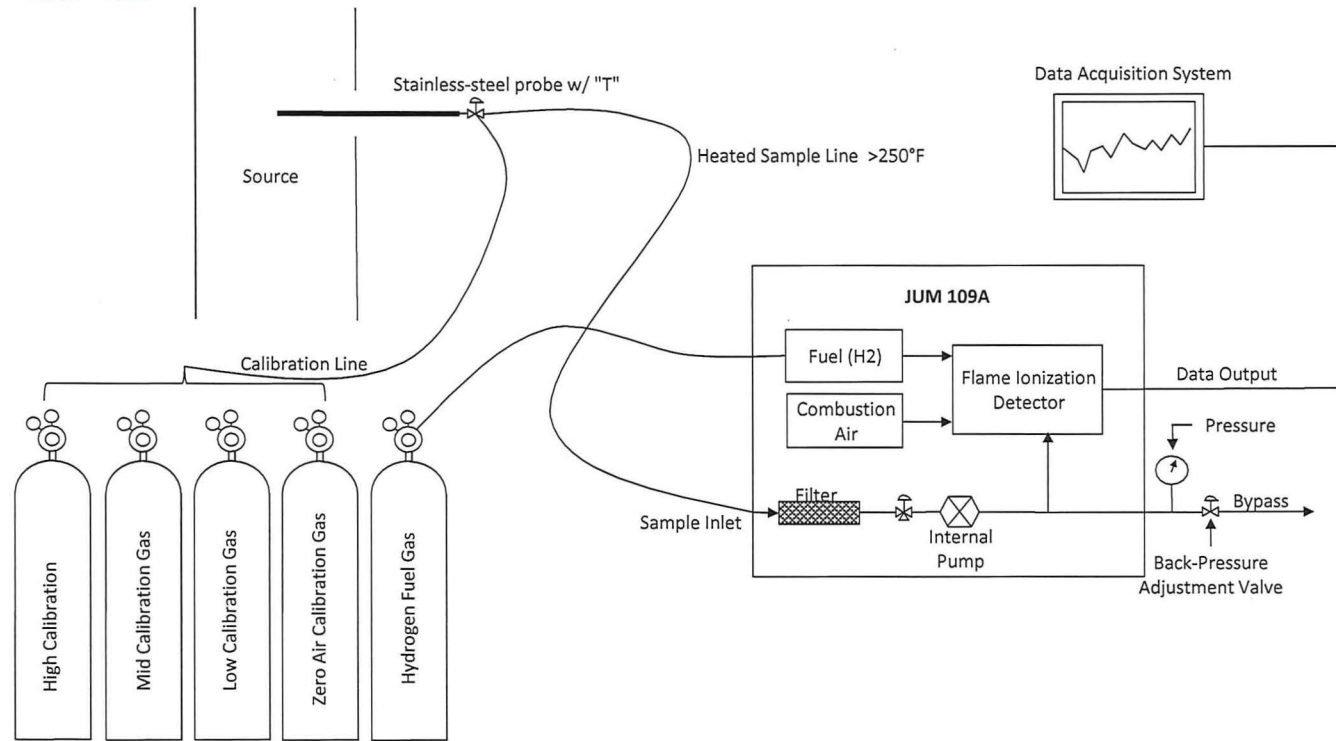 Stainless-steel probe w/ "T"
Data Acquisition System
Heated Sample Line >250°F
Source
JUM 109A
Calibration Line
Fuel (H2)
Flame Ionization
Detector
Data Output
Combustion
Air
Pressure
Filter
Sample Inlet
Bypass
Internal
Pump
Back-Pressure
Adjustment Valve
High Calibration
Mid Calibration Gas
Low Calibration Gas
Zero Air Calibration Gas
Hydrogen Fuel Gas